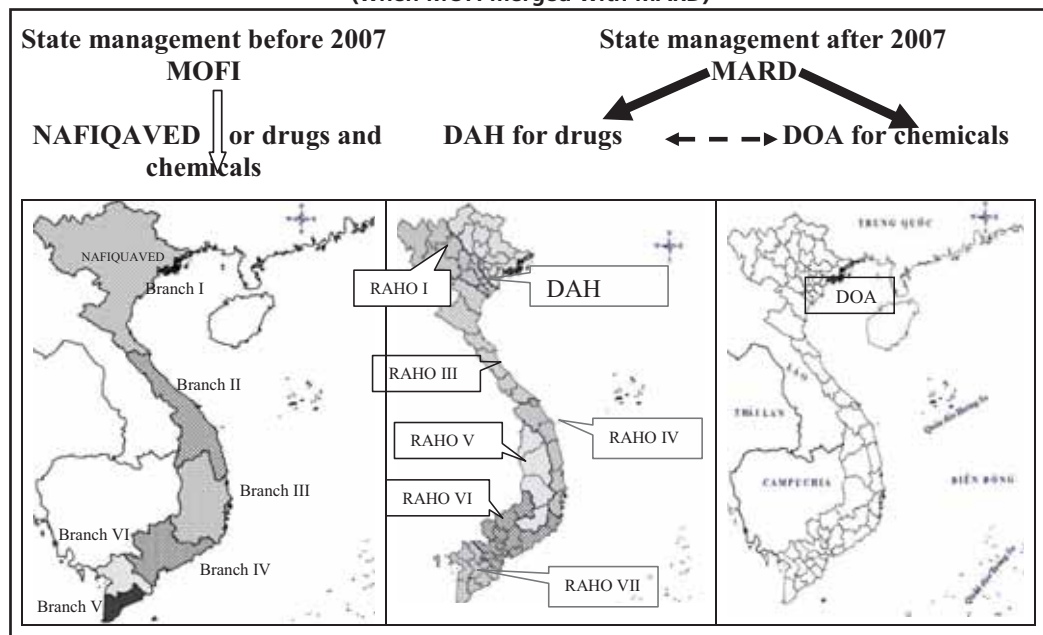 (When MOFI merged with MARD)
State management before 2007
MOFI
NAFIQAVED or drugs and
chemicals
State management after 2007
MARD
DAH for drugs
DOA for chemicals
NAFIQUAVED
Branch I
Branch II
Branch III
Branch VI
Branch IV
Branch V
RAHO I
DAH
RAHO III
RAHO IV
RAHO V
RAHO VI
RAHO VII
TRUNG QUỐC
DOA
LÀO
THÁI LAN
CAMPUCHIA
BIỂN ĐÔNG